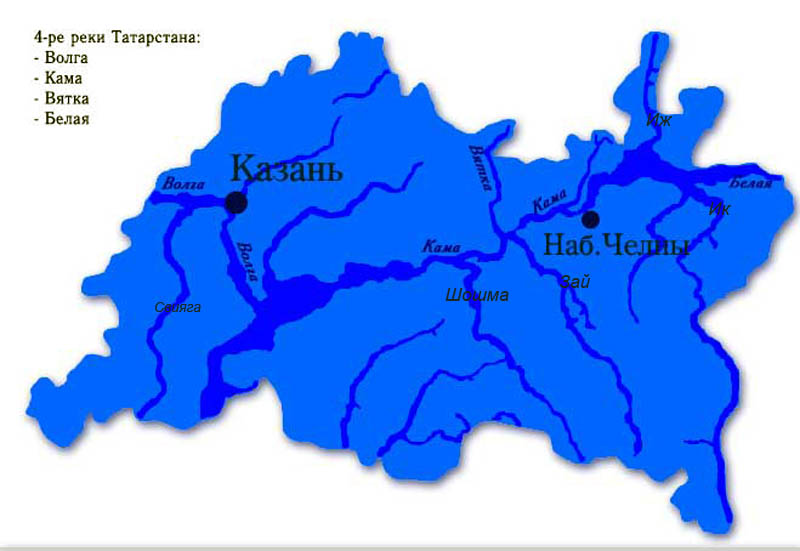 4-ре реки Татарстана:
- Волга
- Кама
- Вятка
- Белая
Иж
Казань
Вятка
Волга
Белая
Кама
Ик
Волга
Кама
Наб.Челны
Зай
Шошма
Свияга